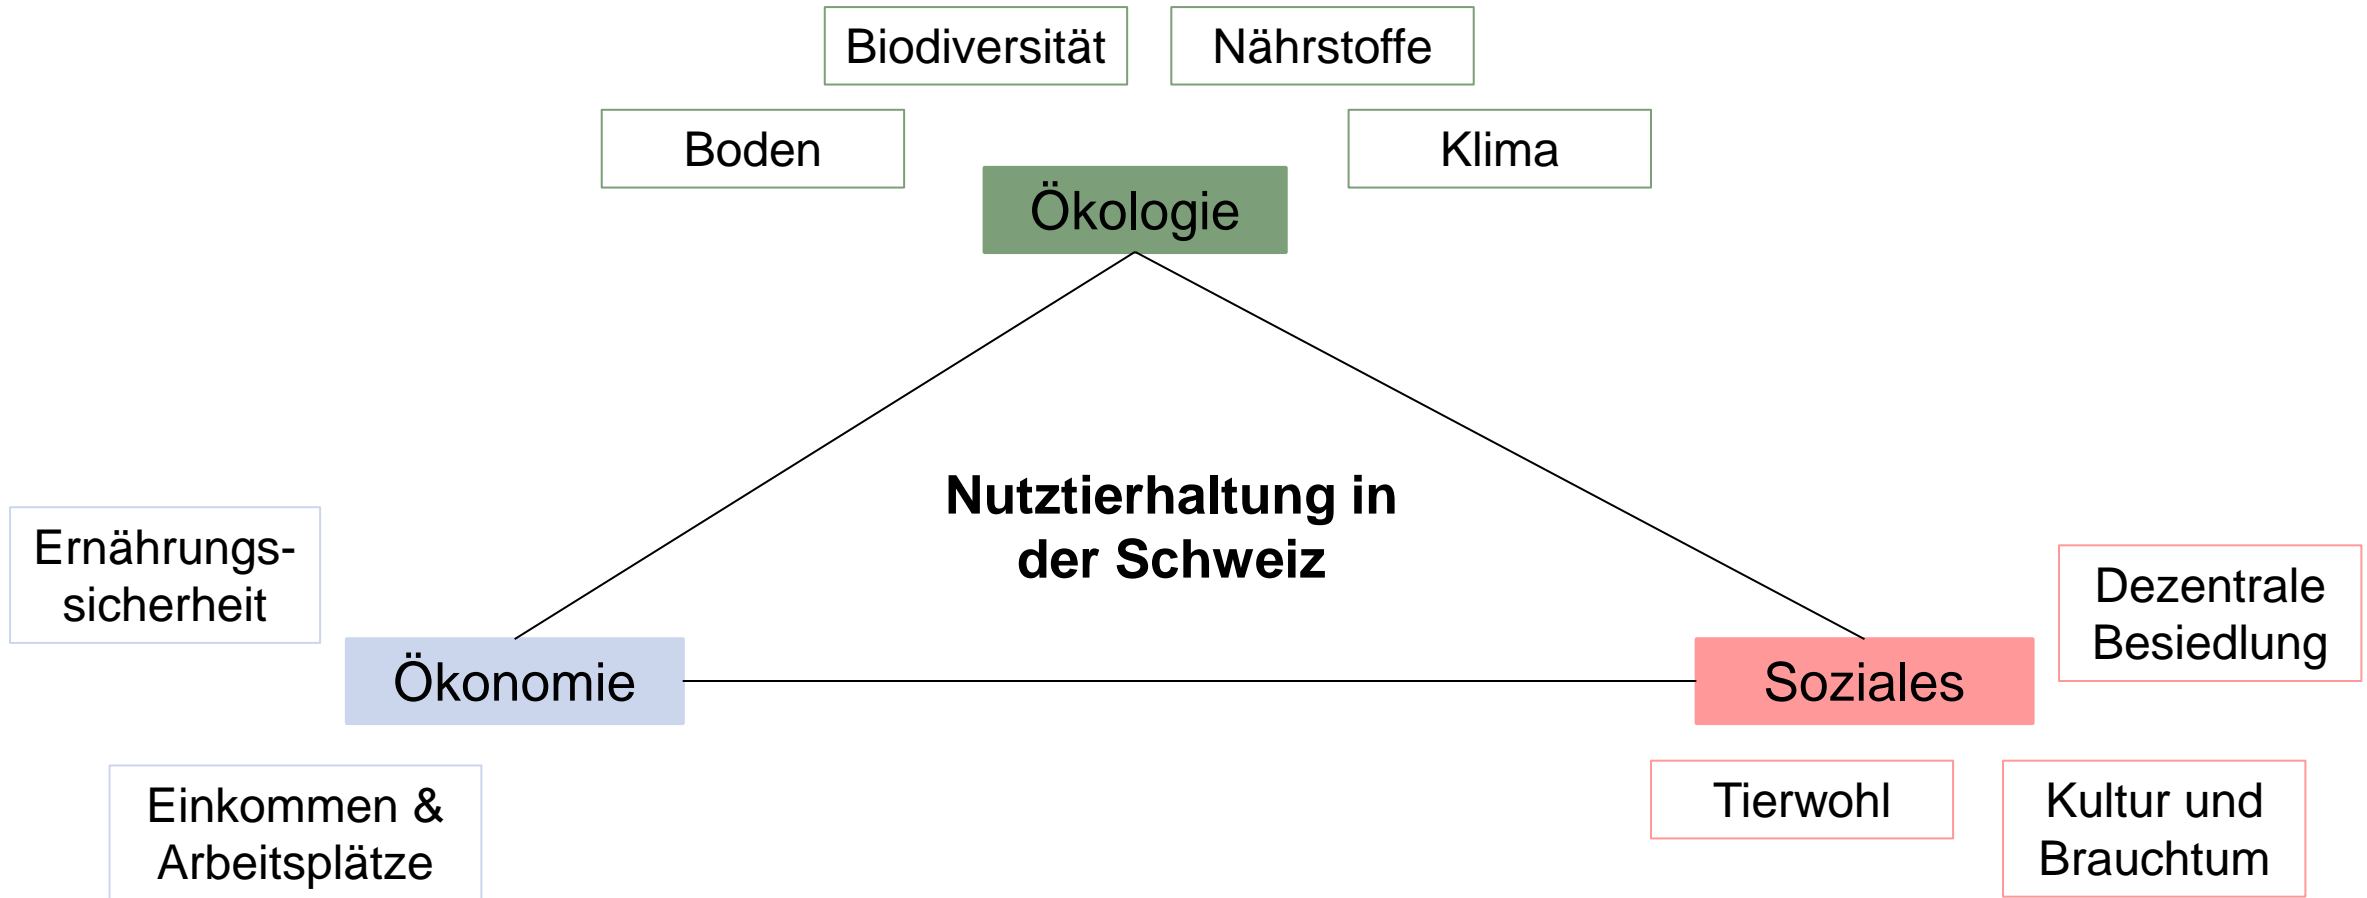 Biodiversität
Nährstoffe
Boden
Klima
Ökologie
Nutztierhaltung in
der Schweiz
Ernährungs-
sicherheit
Ökonomie
Einkommen &
Arbeitsplätze
Dezentrale
Besiedlung
Soziales
Tierwohl
Kultur und
Brauchtum